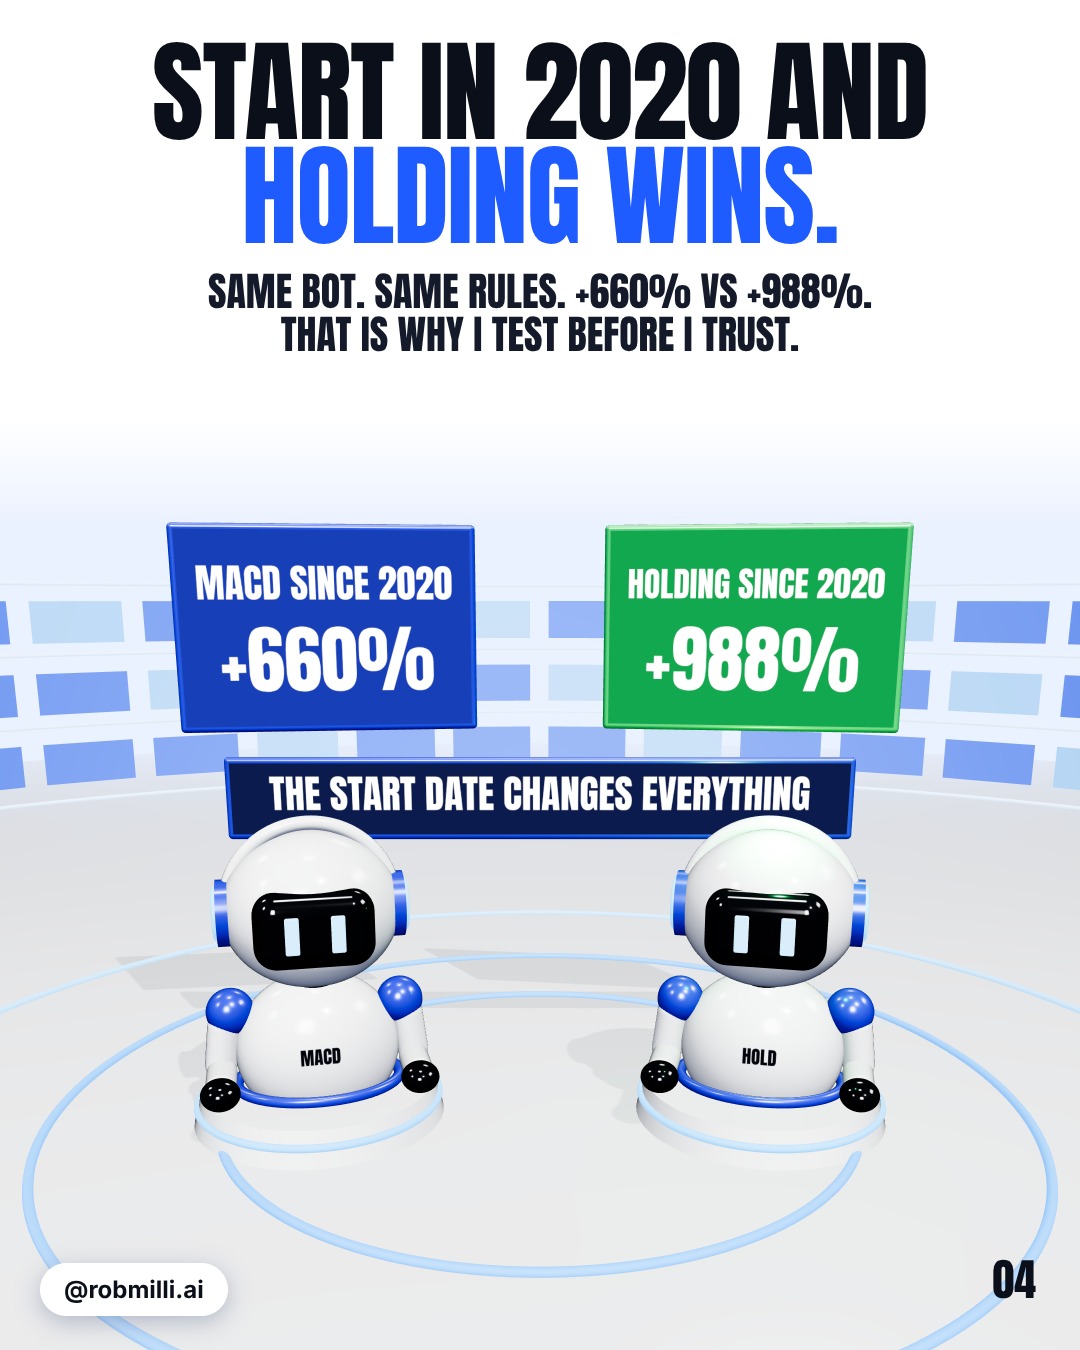 START IN 2020 AND
HOLDING WINS.
SAME BOT. SAME RULES. +660% VS +988%.
THAT IS WHY I TEST BEFORE I TRUST.
MACD SINCE 2020
+660%
HOLDING SINCE 2020
+988%
THE START DATE CHANGES EVERYTHING
MACD
HOLD
@robmilli.ai
04